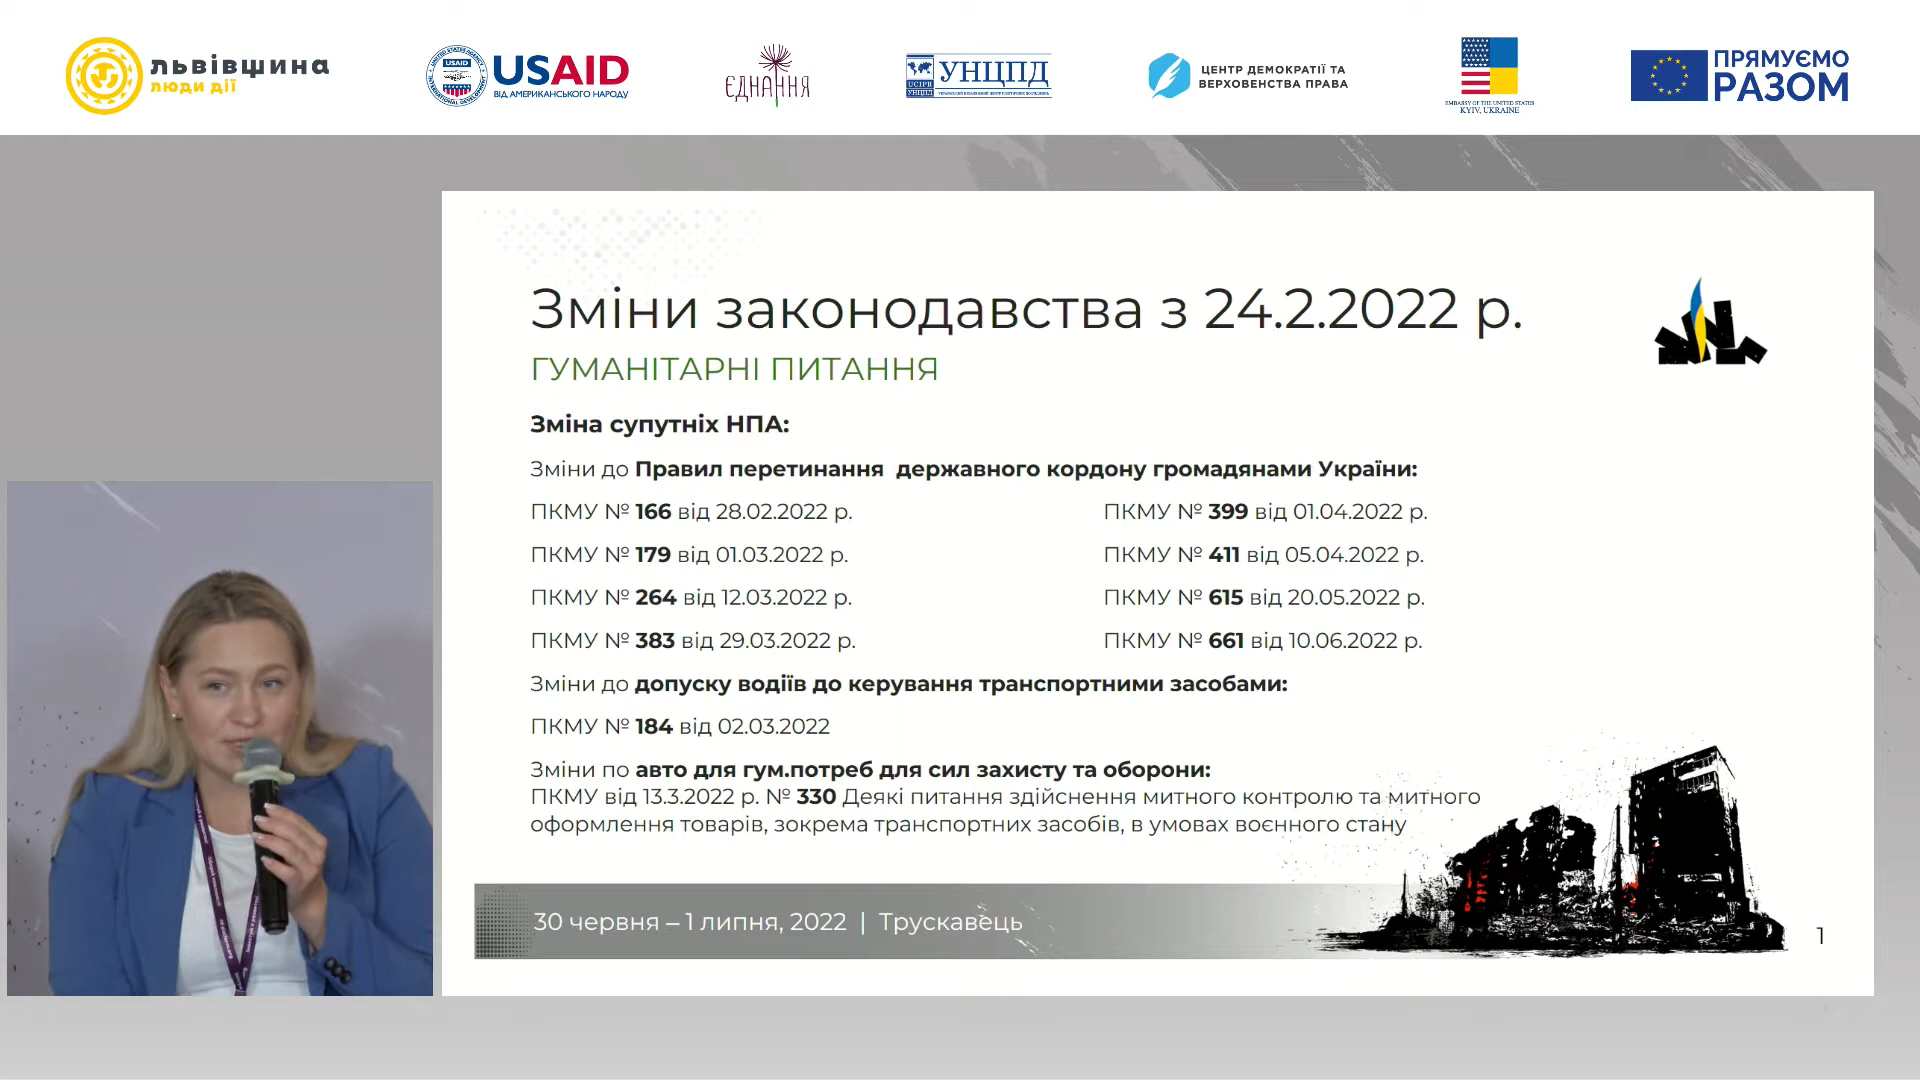 львівщина
люди дії
USAID
USAID
ВІД АМЕРИКАНСЬКОГО НАРОДУ
ЄДНАННЯ
УНЦПД
UCIPR
УНЦПД
ЦЕНТР ДЕМОКРАТІЇ ТА
ВЕРХОВЕНСТВА ПРАВА
EMBASSY OF THE UNITED STATES
KYIV, UKRAINE
ПРЯМУЄМО
РАЗОМ
Зміни законодавства з 24.2.2022 р.
ГУМАНІТАРНІ ПИТАННЯ
Зміна супутніх НПА:
Зміни до Правил перетинання державного кордону громадянами України:
ПКМУ № 166 від 28.02.2022 р.
ПКМУ № 399 від 01.04.2022 р.
ПКМУ № 179 від 01.03.2022 р.
ПКМУ № 411 від 05.04.2022 р.
ПКМУ № 264 від 12.03.2022 р.
ПКМУ № 615 від 20.05.2022 р.
ПКМУ № 383 від 29.03.2022 р.
ПКМУ № 661 від 10.06.2022 р.
Зміни до допуску водіїв до керування транспортними засобами:
ПКМУ № 184 від 02.03.2022
Зміни по авто для гум.потреб для сил захисту та оборони:
ПКМУ від 13.3.2022 р. № 330 Деякі питання здійснення митного контролю та митного
оформлення товарів, зокрема транспортних засобів, в умовах воєнного стану
30 червня – 1 липня, 2022 | Трускавець
1